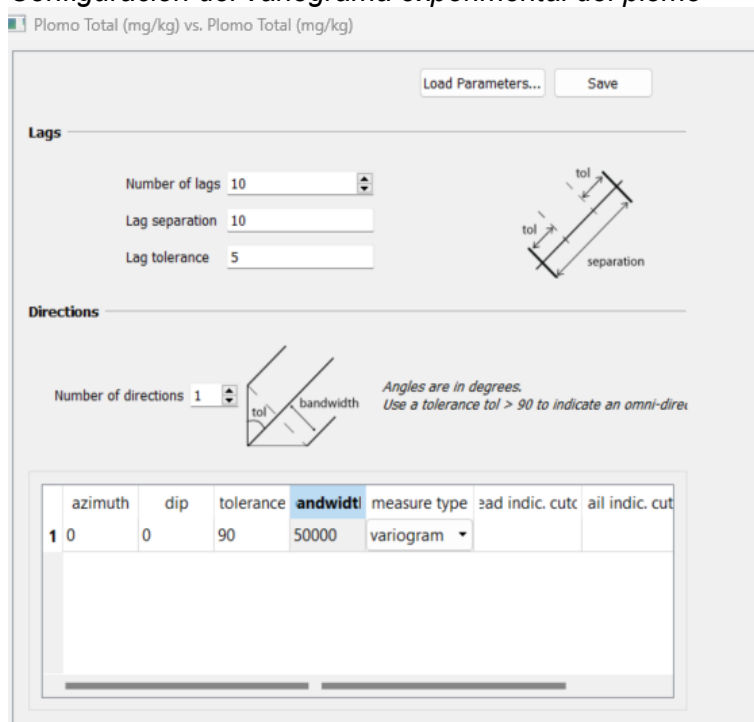 Configuración del variograma experimental del plomo
Plomo Total (mg/kg) vs. Plomo Total (mg/kg)
Load Parameters... Save
Lags
Number of lags 10
Lag separation 10
Lag tolerance 5
tol
tol
separation
Directions
Number of directions 1
tol
bandwidth
Angles are in degrees.
Use a tolerance tol > 90 to indicate an omni-direc
azimuth dip tolerance andwidt measure type ead indic. cutc ail indic. cut
1 0 0 90 50000 variogram